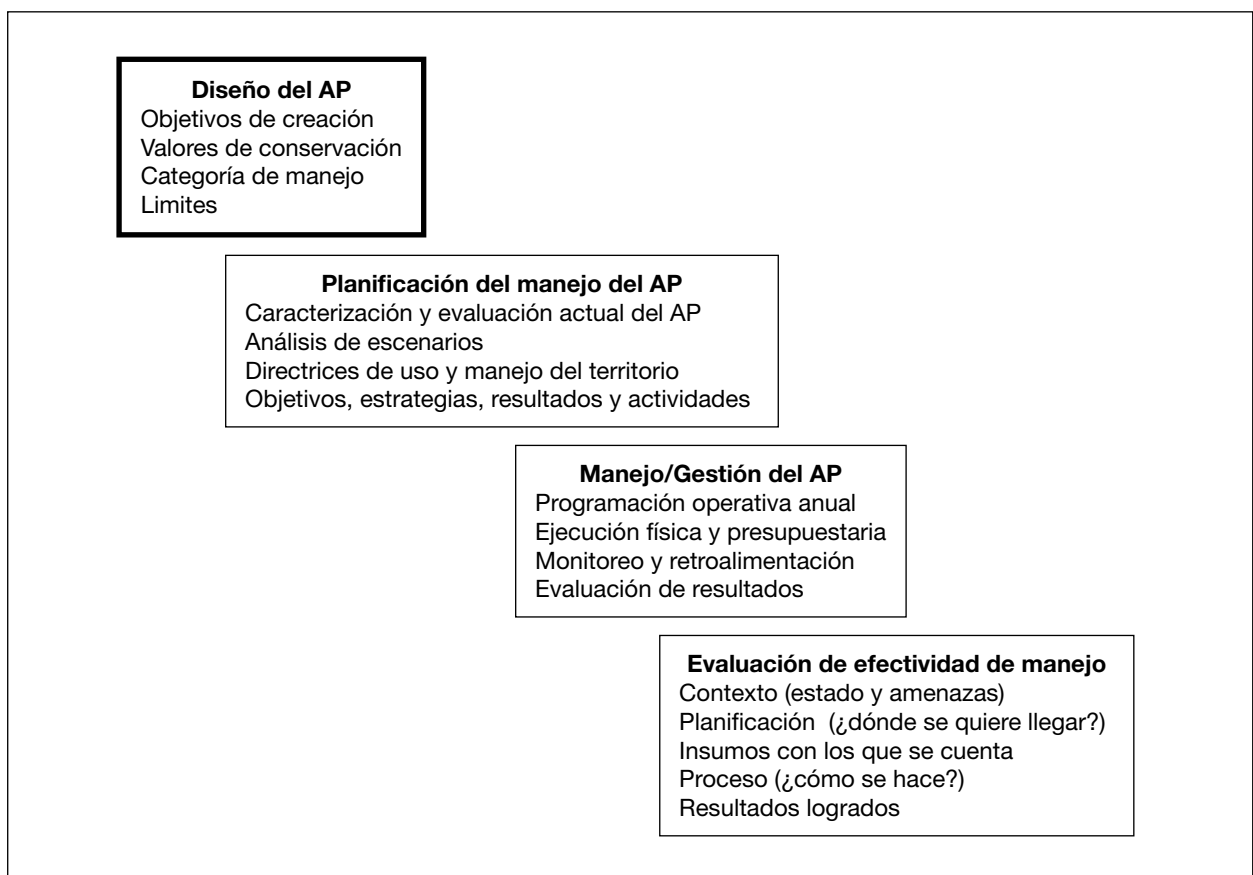 Diseño del AP
Objetivos de creación
Valores de conservación
Categoría de manejo
Limites
Planificación del manejo del AP
Caracterización y evaluación actual del AP
Análisis de escenarios
Directrices de uso y manejo del territorio
Objetivos, estrategias, resultados y actividades
Manejo/Gestión del AP
Programación operativa anual
Ejecución física y presupuestaria
Monitoreo y retroalimentación
Evaluación de resultados
Evaluación de efectividad de manejo
Contexto (estado y amenazas)
Planificación  (¿dónde se quiere llegar?)
Insumos con los que se cuenta
Proceso (¿cómo se hace?)
Resultados logrados